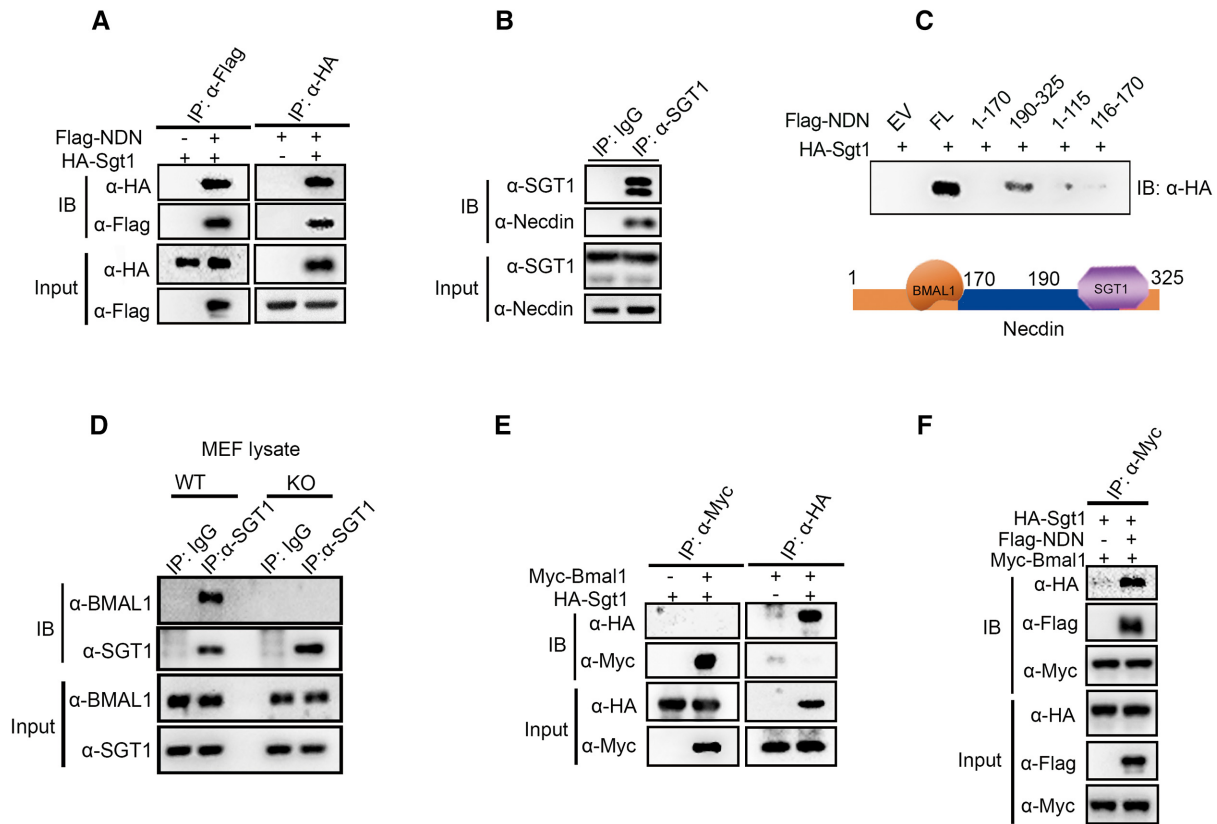 A
IP: α-Flag
IP: α-HA
Flag-NDN - + + +
HA-Sgt1 + + - +
IB
α-HA
α-Flag
Input
α-HA
α-Flag
B
IP: IgG
IP: α-SGT1
IB
α-SGT1
α-Necdin
Input
α-SGT1
α-Necdin
C
Flag-NDN EV FL 1-170 190-325 1-115 116-170
HA-Sgt1 + + + + + +
IB: α-HA
1 170 190 325
BMAL1
SGT1
Necdin
D
MEF lysate
WT KO
IP: IgG
IP:α-SGT1
IP: IgG
IP:α-SGT1
IB
α-BMAL1
α-SGT1
Input
α-BMAL1
α-SGT1
E
IP: α-Myc
IP: α-HA
Myc-Bmal1 - + + +
HA-Sgt1 + + - +
IB
α-HA
α-Myc
Input
α-HA
α-Myc
F
IP: α-Myc
HA-Sgt1 + +
Flag-NDN - +
Myc-Bmal1 + +
IB
α-HA
α-Flag
α-Myc
Input
α-HA
α-Flag
α-Myc